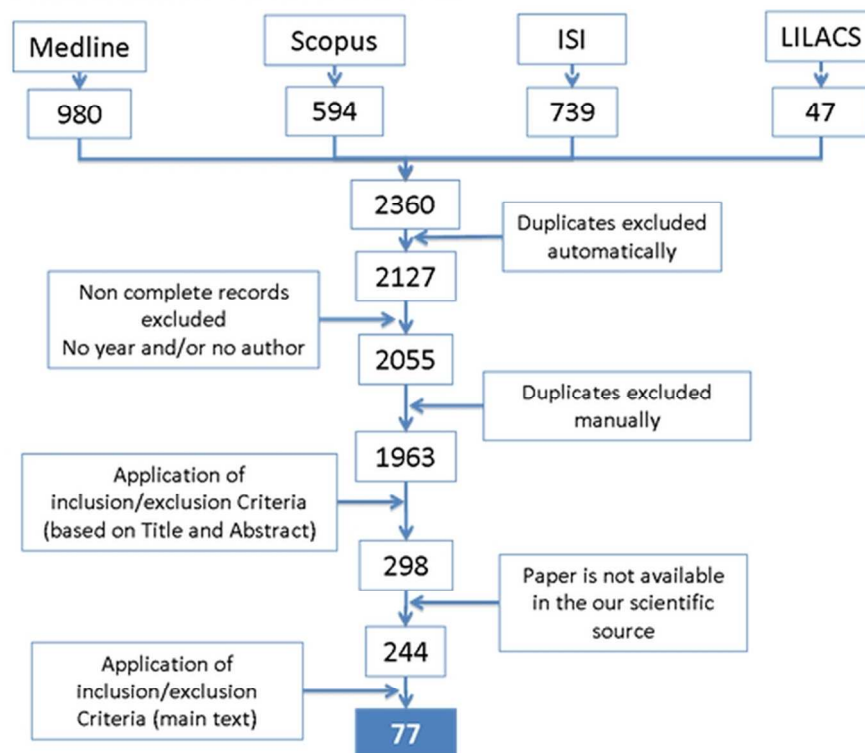 Medline
Scopus
ISI
LILACS
980
594
739
47
2360
Duplicates excluded
automatically
2127
Non complete records
excluded
No year and/or no author
2055
Duplicates excluded
manually
1963
Application of
inclusion/exclusion Criteria
(based on Title and Abstract)
298
Paper is not available
in the our scientific
source
244
Application of
inclusion/exclusion
Criteria (main text)
77